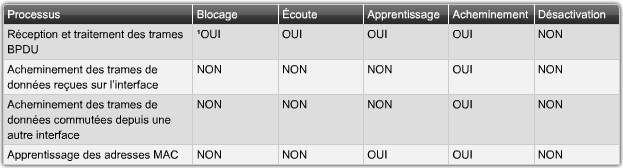 Processus Blocage Écoute Apprentissage Acheminement Désactivation
Réception et traitement des trames BPDU ¹OUI OUI OUI OUI NON
Acheminement des trames de données reçues sur l'interface NON NON NON OUI NON
Acheminement des trames de données commutées depuis une autre interface NON NON NON OUI NON
Apprentissage des adresses MAC NON NON OUI OUI NON